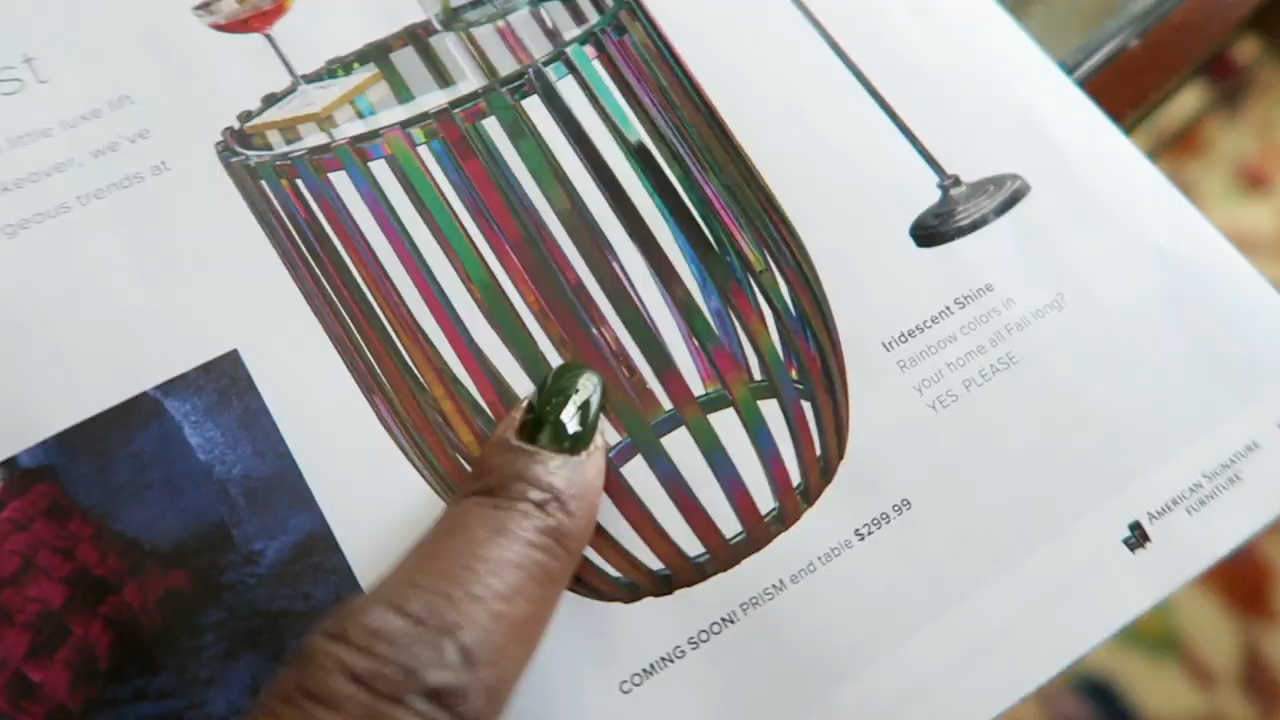 st
little luxe lift
keover, we've
geous trends at
Iridescent Shine
Rainbow colors in
your home all Fall long?
YES, PLEASE.
COMING SOON! PRISM end table $299.99
AMERICAN SIGNATURE
FURNITURE